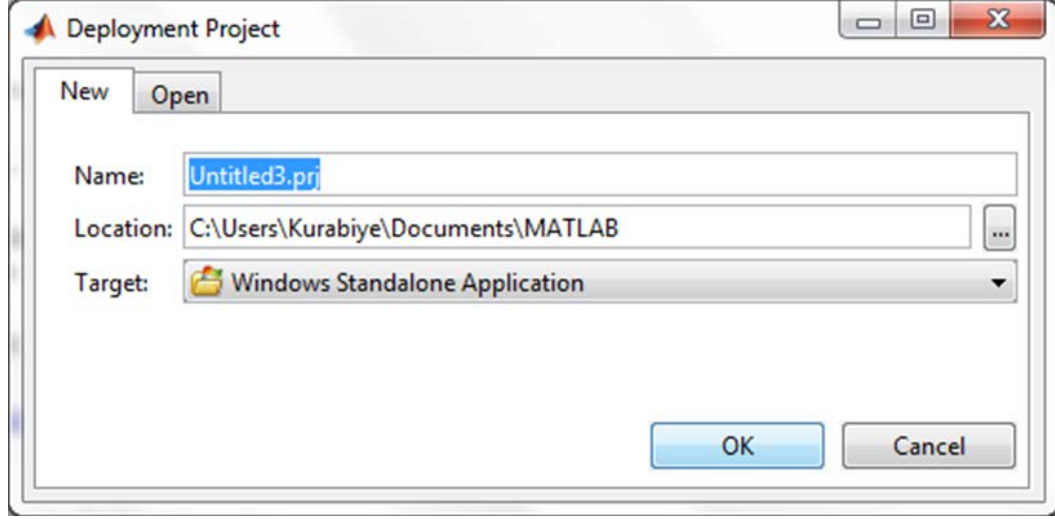 Deployment Project
New Open
Name: Untitled3.prj
Location: C:\Users\Kurabiye\Documents\MATLAB ...
Target: Windows Standalone Application
OK Cancel